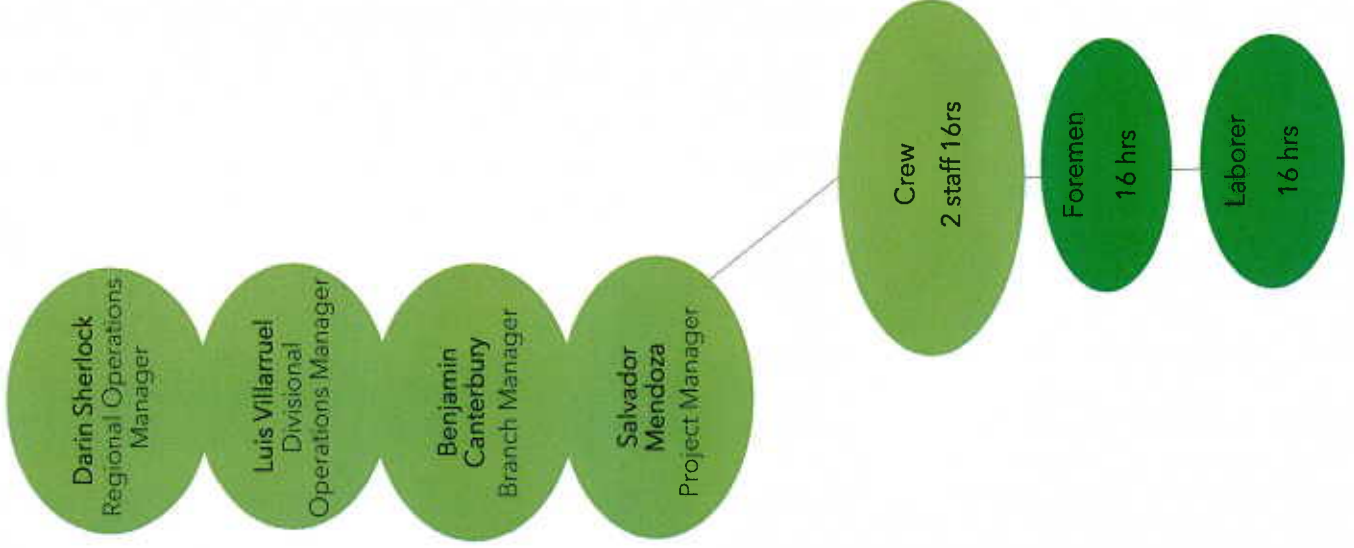 Darin Sherlock
Regional Operations
Manager
Luis Villarruel
Divisional
Operations Manager
Benjamin
Canterbury
Branch Manager
Salvador
Mendoza
Project Manager
Crew
2 staff 16rs
Foremen
16 hrs
Laborer
16 hrs